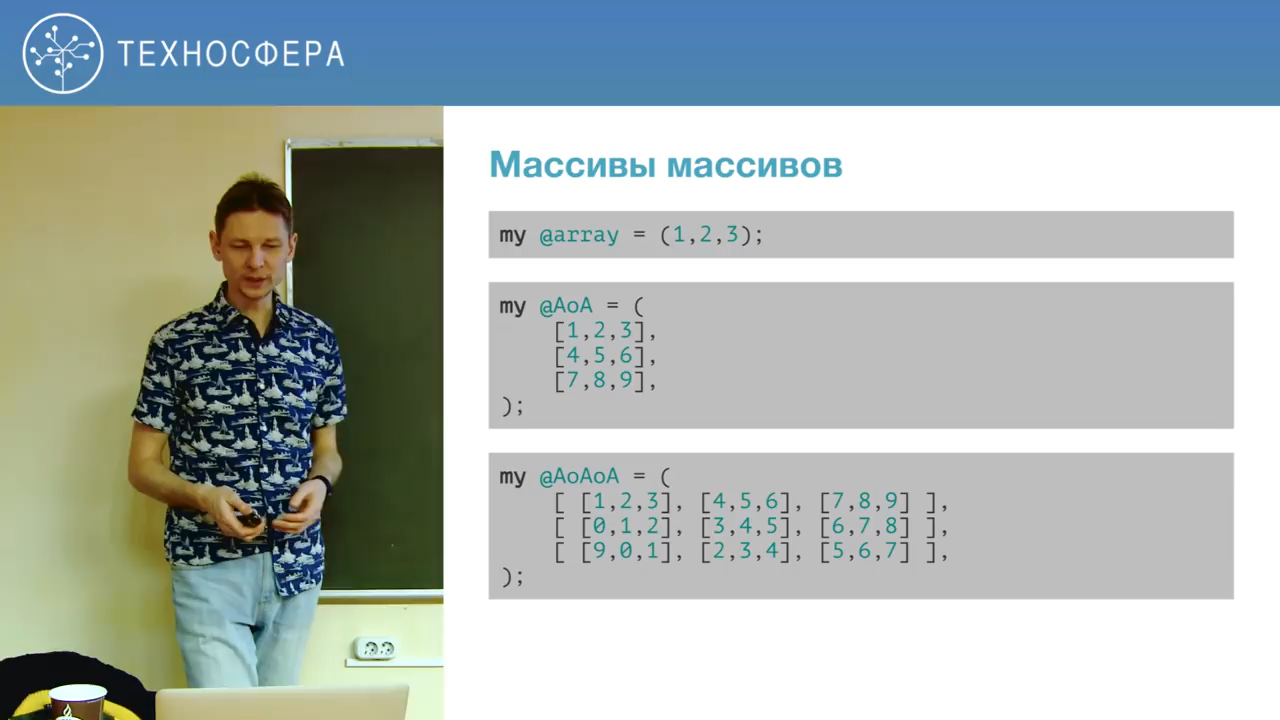 ТЕХНОСФЕРА
Массивы массивов
my @array = (1,2,3);
my @AoA = (
    [1,2,3],
    [4,5,6],
    [7,8,9],
);
my @AoAoA = (
    [ [1,2,3], [4,5,6], [7,8,9] ],
    [ [0,1,2], [3,4,5], [6,7,8] ],
    [ [9,0,1], [2,3,4], [5,6,7] ],
);